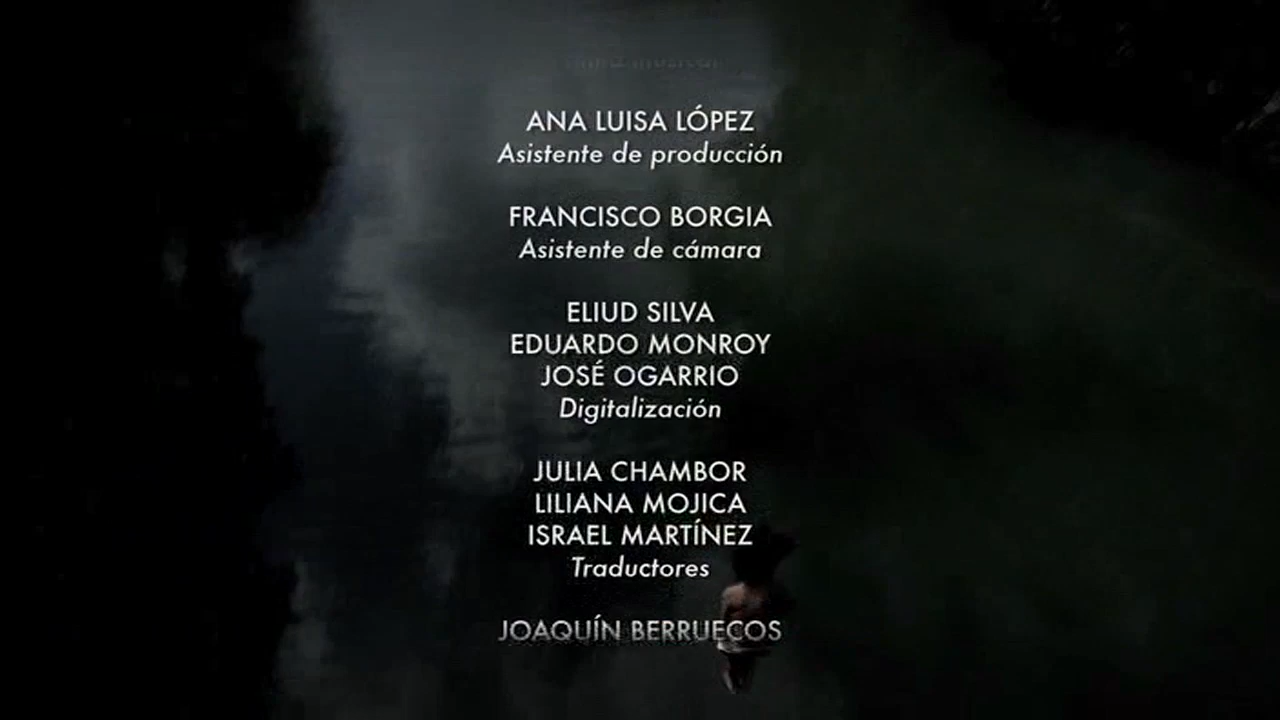 ANA LUISA LÓPEZ
Asistente de producción
FRANCISCO BORGIA
Asistente de cámara
ELIUD SILVA
EDUARDO MONROY
JOSÉ OGARRIO
Digitalización
JULIA CHAMBOR
LILIANA MOJICA
ISRAEL MARTÍNEZ
Traductores
JOAQUÍN BERRUECOS